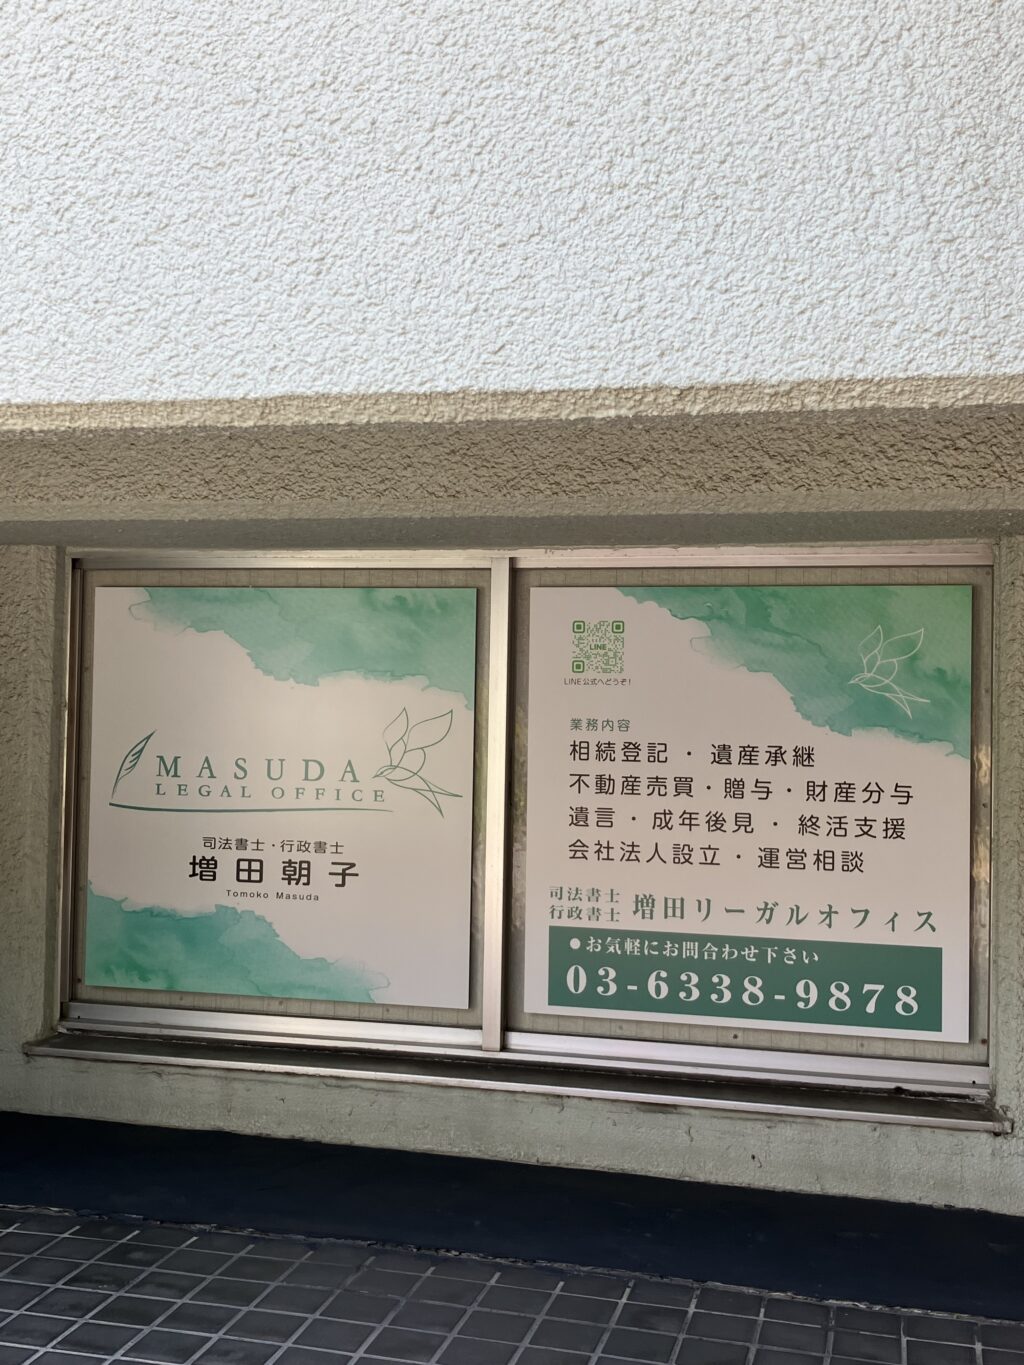 MASUDA
LEGAL OFFICE
司法書士・行政書士
増田朝子
Tomoko Masuda
LINE
LINE公式へどうぞ!
業務内容
相続登記・遺産承継
不動産売買・贈与・財産分与
遺言・成年後見・終活支援
会社法人設立・運営相談
司法書士
行政書士 増田リーガルオフィス
●お気軽にお問合わせ下さい
03-6338-9878